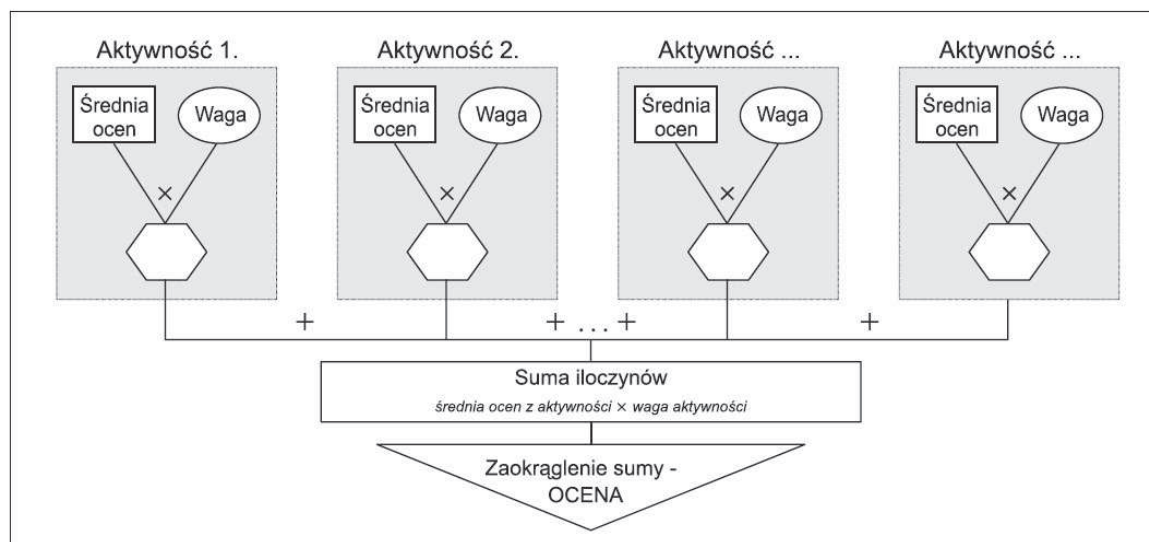 Aktywność 1.
Aktywność 2.
Aktywność ...
Aktywność ...
Średnia
ocen
Waga
×
Średnia
ocen
Waga
×
Średnia
ocen
Waga
×
Średnia
ocen
Waga
×
+ + ... + +
Suma iloczynów
średnia ocen z aktywności × waga aktywności
Zaokrąglenie sumy -
OCENA